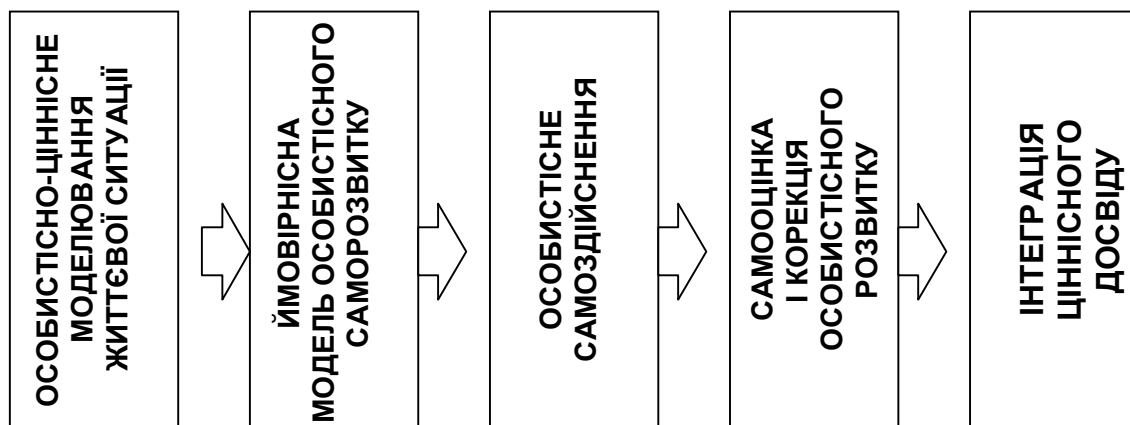 ОСОБИСТІСНО-ЦІННІСНЕ
МОДЕЛЮВАННЯ
ЖИТТЄВОЇ СИТУАЦІЇ
ЙМОВІРНІСНА
МОДЕЛЬ ОСОБИСТІСНОГО
САМОРОЗВИТКУ
ОСОБИСТІСНЕ
САМОЗДІЙСНЕННЯ
САМООЦІНКА
І КОРЕКЦІЯ
ОСОБИСТІСНОГО
РОЗВИТКУ
ІНТЕГРАЦІЯ
ЦІННІСНОГО
ДОСВІДУ